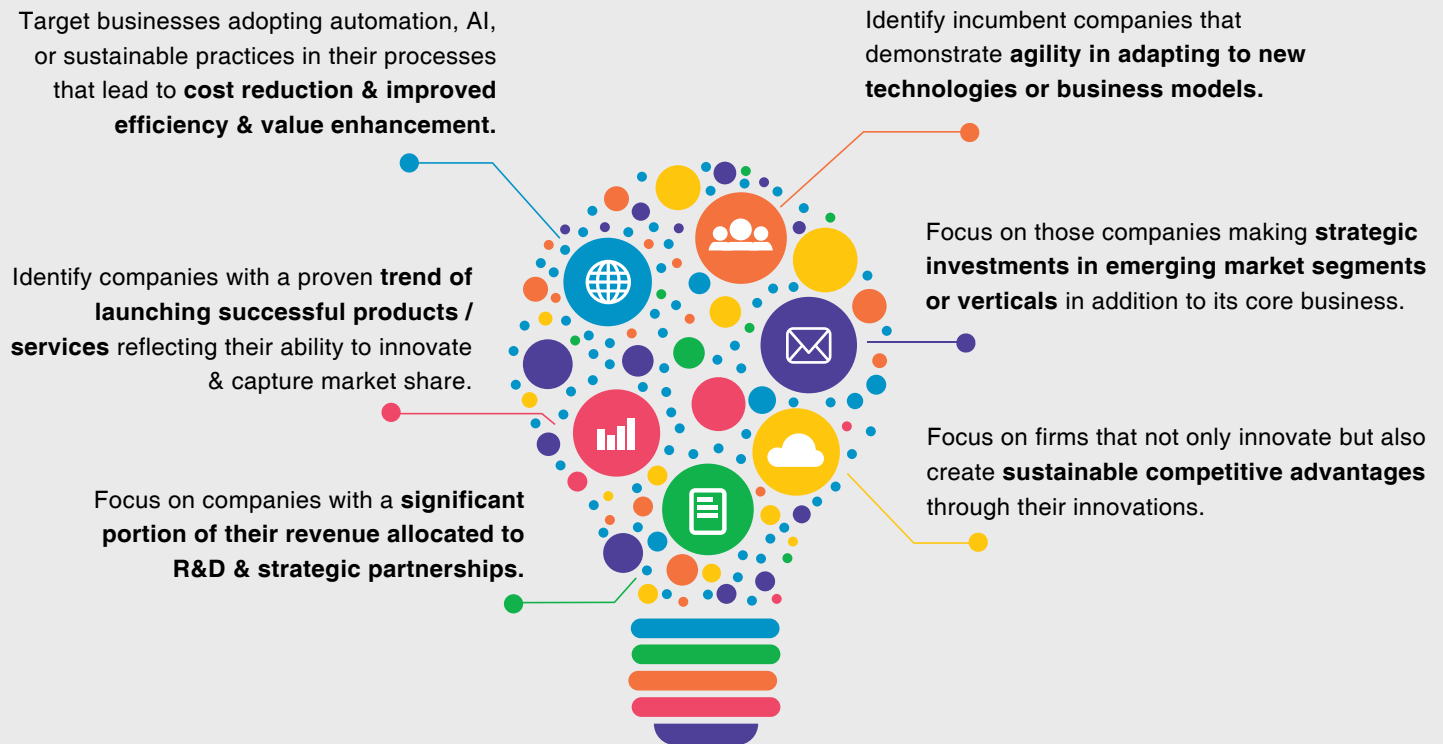 Target businesses adopting automation, AI,
or sustainable practices in their processes
that lead to cost reduction & improved
efficiency & value enhancement.
Identify companies with a proven trend of
launching successful products /
services reflecting their ability to innovate
& capture market share.
Focus on companies with a significant
portion of their revenue allocated to
R&D & strategic partnerships.
Identify incumbent companies that
demonstrate agility in adapting to new
technologies or business models.
Focus on those companies making strategic
investments in emerging market segments
or verticals in addition to its core business.
Focus on firms that not only innovate but also
create sustainable competitive advantages
through their innovations.